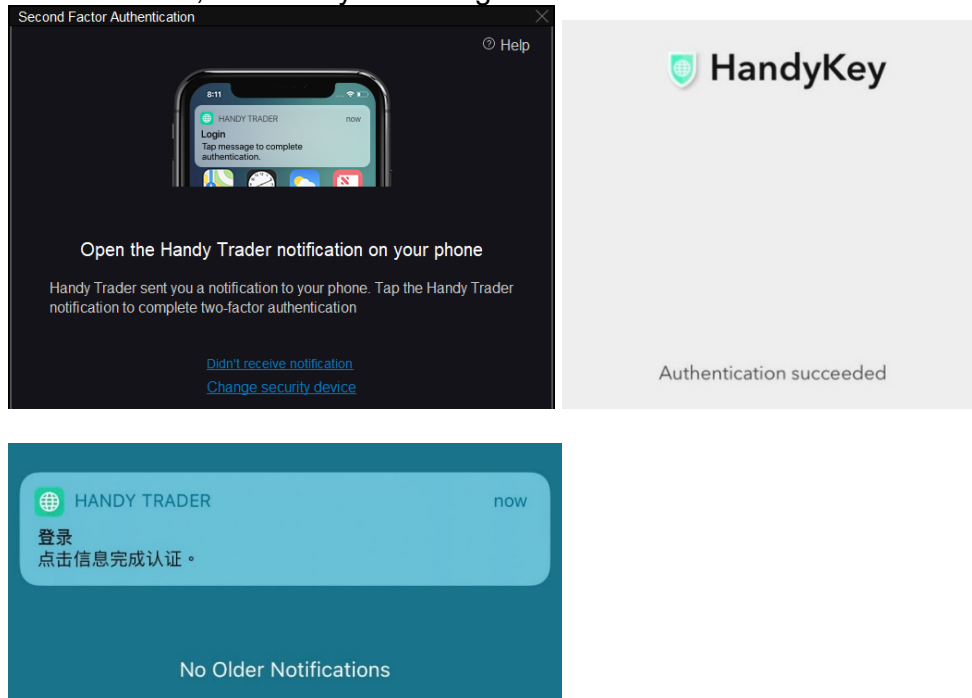 Second Factor Authentication
Help
8:11
HANDY TRADER now
Login
Tap message to complete
authentication.
Open the Handy Trader notification on your phone
Handy Trader sent you a notification to your phone. Tap the Handy Trader
notification to complete two-factor authentication
Didn't receive notification
Change security device
HandyKey
Authentication succeeded
HANDY TRADER now
登录
点击信息完成认证。
No Older Notifications